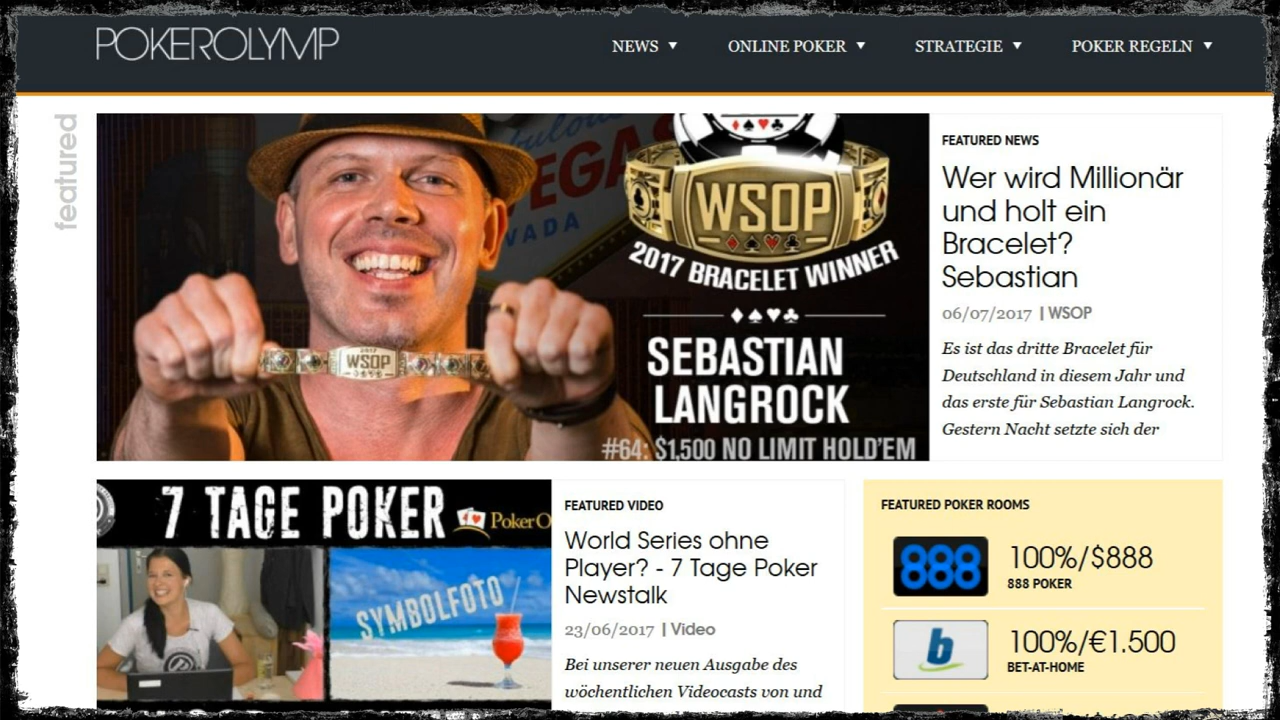 POKEROLYMP
NEWS ▼ ONLINE POKER ▼ STRATEGIE ▼ POKER REGELN ▼
featured
VEGAS
VADA
WSOP
2017 BRACELET WINNER
SEBASTIAN
LANGROCK
#64: $1,500 NO LIMIT HOLD'EM
WSOP
FEATURED NEWS
Wer wird Millionär
und holt ein
Bracelet?
Sebastian
06/07/2017 | WSOP
Es ist das dritte Bracelet für
Deutschland in diesem Jahr und
das erste für Sebastian Langrock.
Gestern Nacht setzte sich der
7 TAGE POKER
PokerO
SYMBOLFOTO
FEATURED VIDEO
World Series ohne
Player? - 7 Tage Poker
Newstalk
23/06/2017 | Video
Bei unserer neuen Ausgabe des
wöchentlichen Videocasts von und
FEATURED POKER ROOMS
888
100%/$888
888 POKER
b
100%/€1.500
BET-AT-HOME